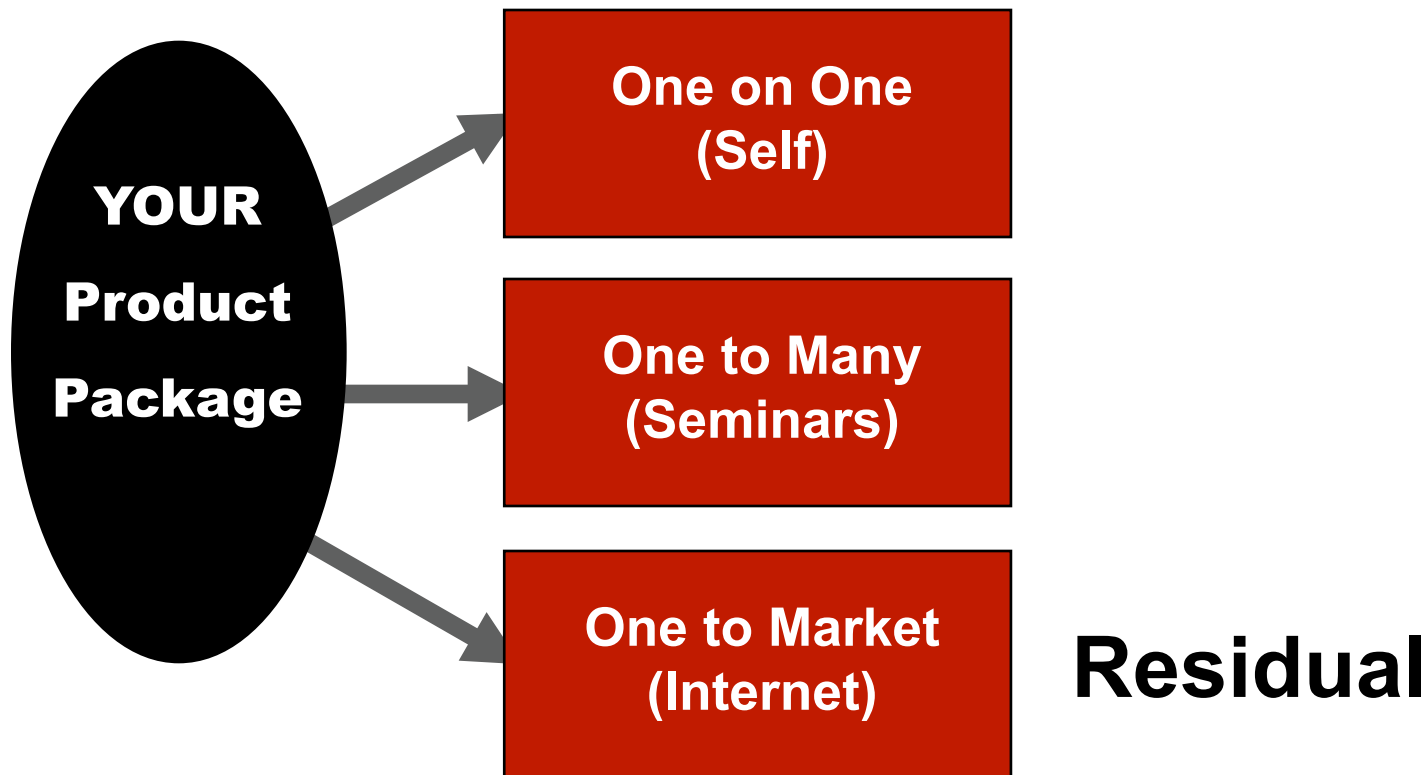 YOUR
Product
Package
One on One
(Self)
One to Many
(Seminars)
One to Market
(Internet)
Residual